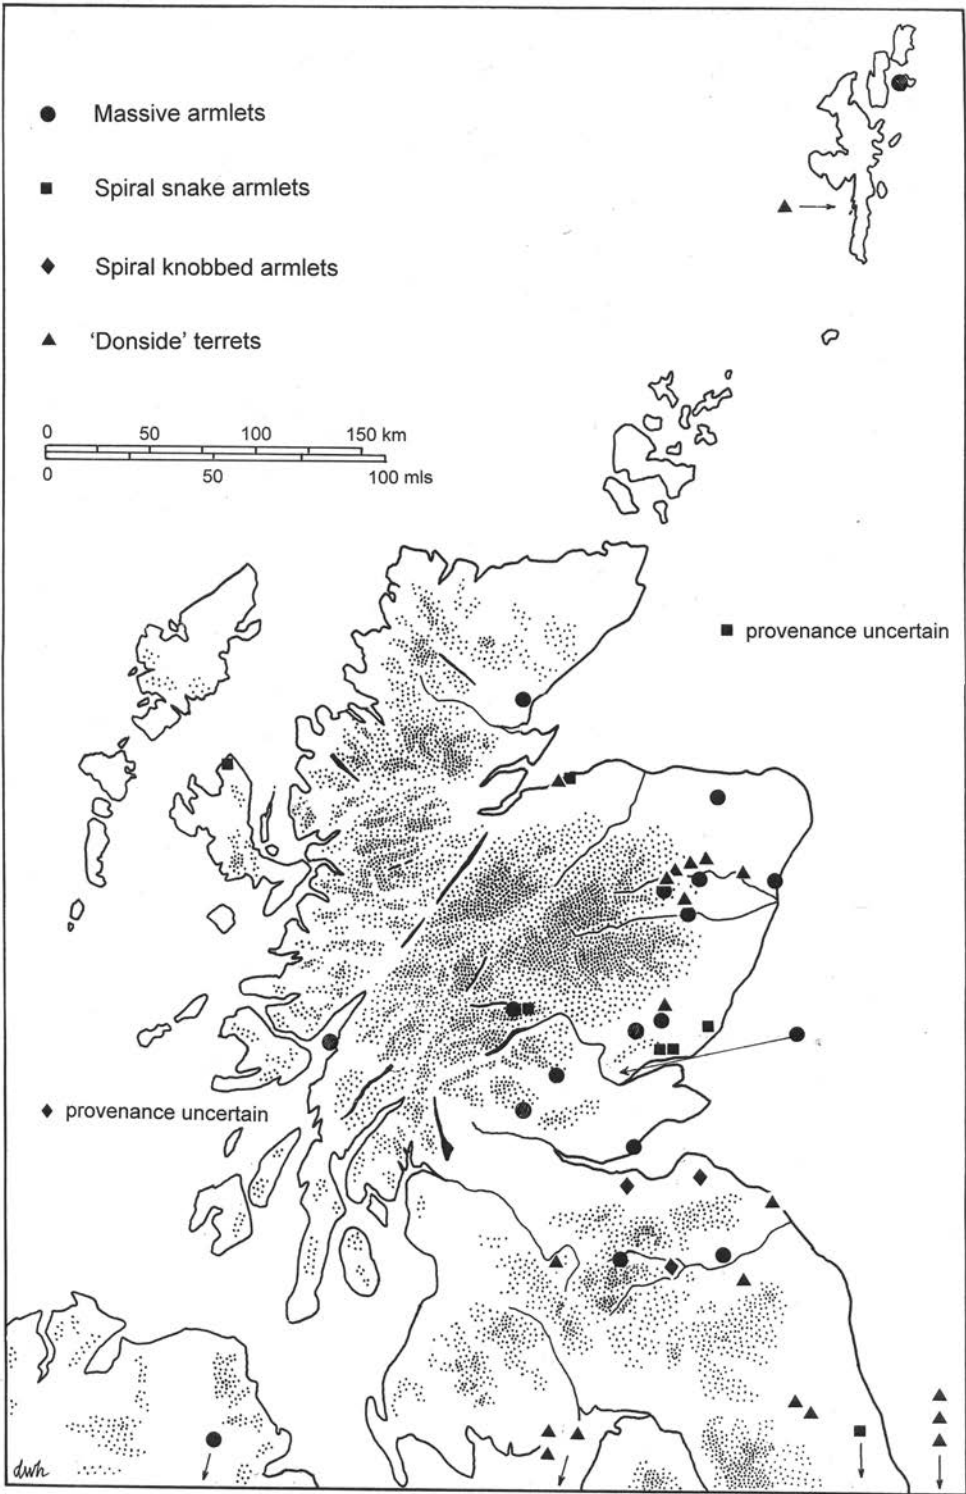 Massive armlets
Spiral snake armlets
Spiral knobbed armlets
'Donside' terrets
0 50 100 150 km
0 50 100 mls
provenance uncertain
provenance uncertain
dwh